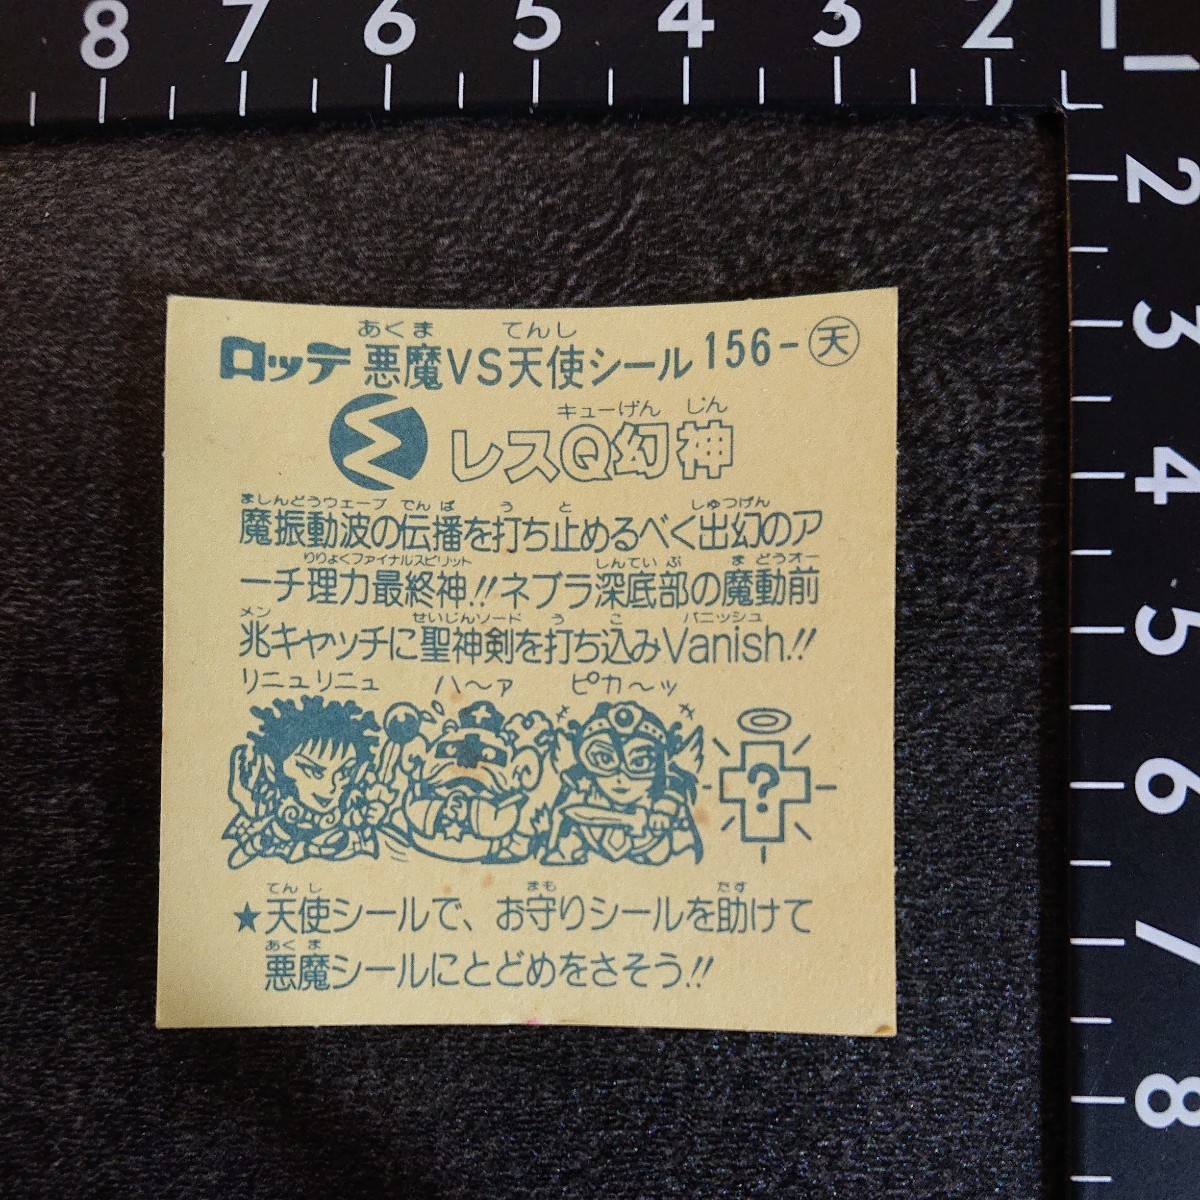 8 7 6 5 4 3 2 1
1
2
3
4
5
6
7
8
あくま てんし
ロッテ 悪魔VS天使シール 156-天
キューげん じん
レスQ幻神
ましんどうウェーブ でんぱ う と しゅつげん
魔振動波の伝播を打ち止めるべく出幻のア
りりょくファイナルスピリット しんていぶ まどうオー
ーチ理力最終神!!ネブラ深底部の魔動前
メン せいじんソード う こ バニッシュ
兆キャッチに聖神剣を打ち込みVanish!!
リニュリニュ ハ〜ァ ピカ〜ッ
?
てんし まも たす
★天使シールで、お守りシールを助けて
あくま
悪魔シールにとどめをさそう!!